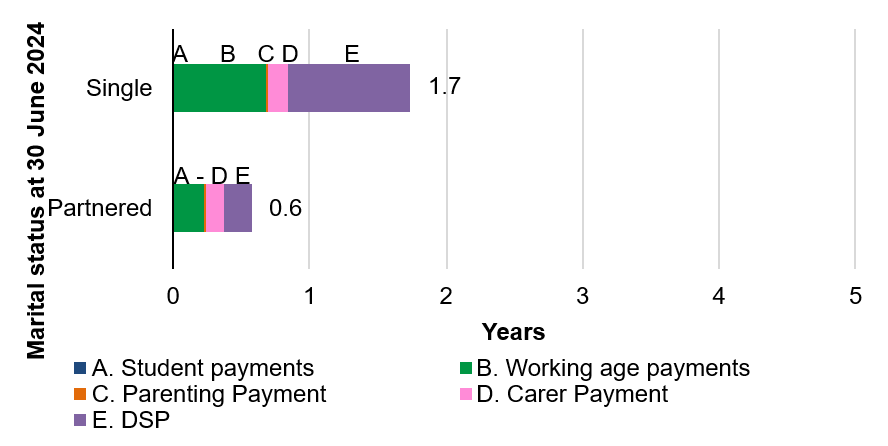 Marital status at 30 June 2024
A B C D E
Single
1.7
A - D E
Partnered
0.6
0 1 2 3 4 5
Years
A. Student payments
B. Working age payments
C. Parenting Payment
D. Carer Payment
E. DSP